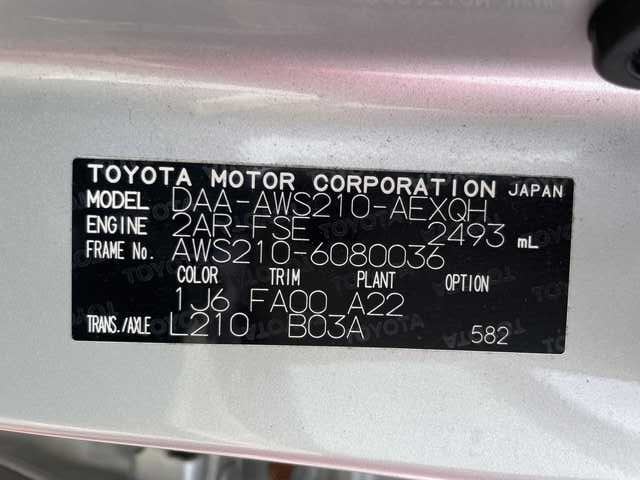 TOYOTA MOTOR CORPORATION JAPAN
MODEL DAA-AWS210-AEXQH
ENGINE 2AR-FSE 2493 mL
FRAME No. AWS210-6080036
COLOR TRIM PLANT OPTION
1J6 FA00 A22
TRANS./AXLE L210 B03A 582